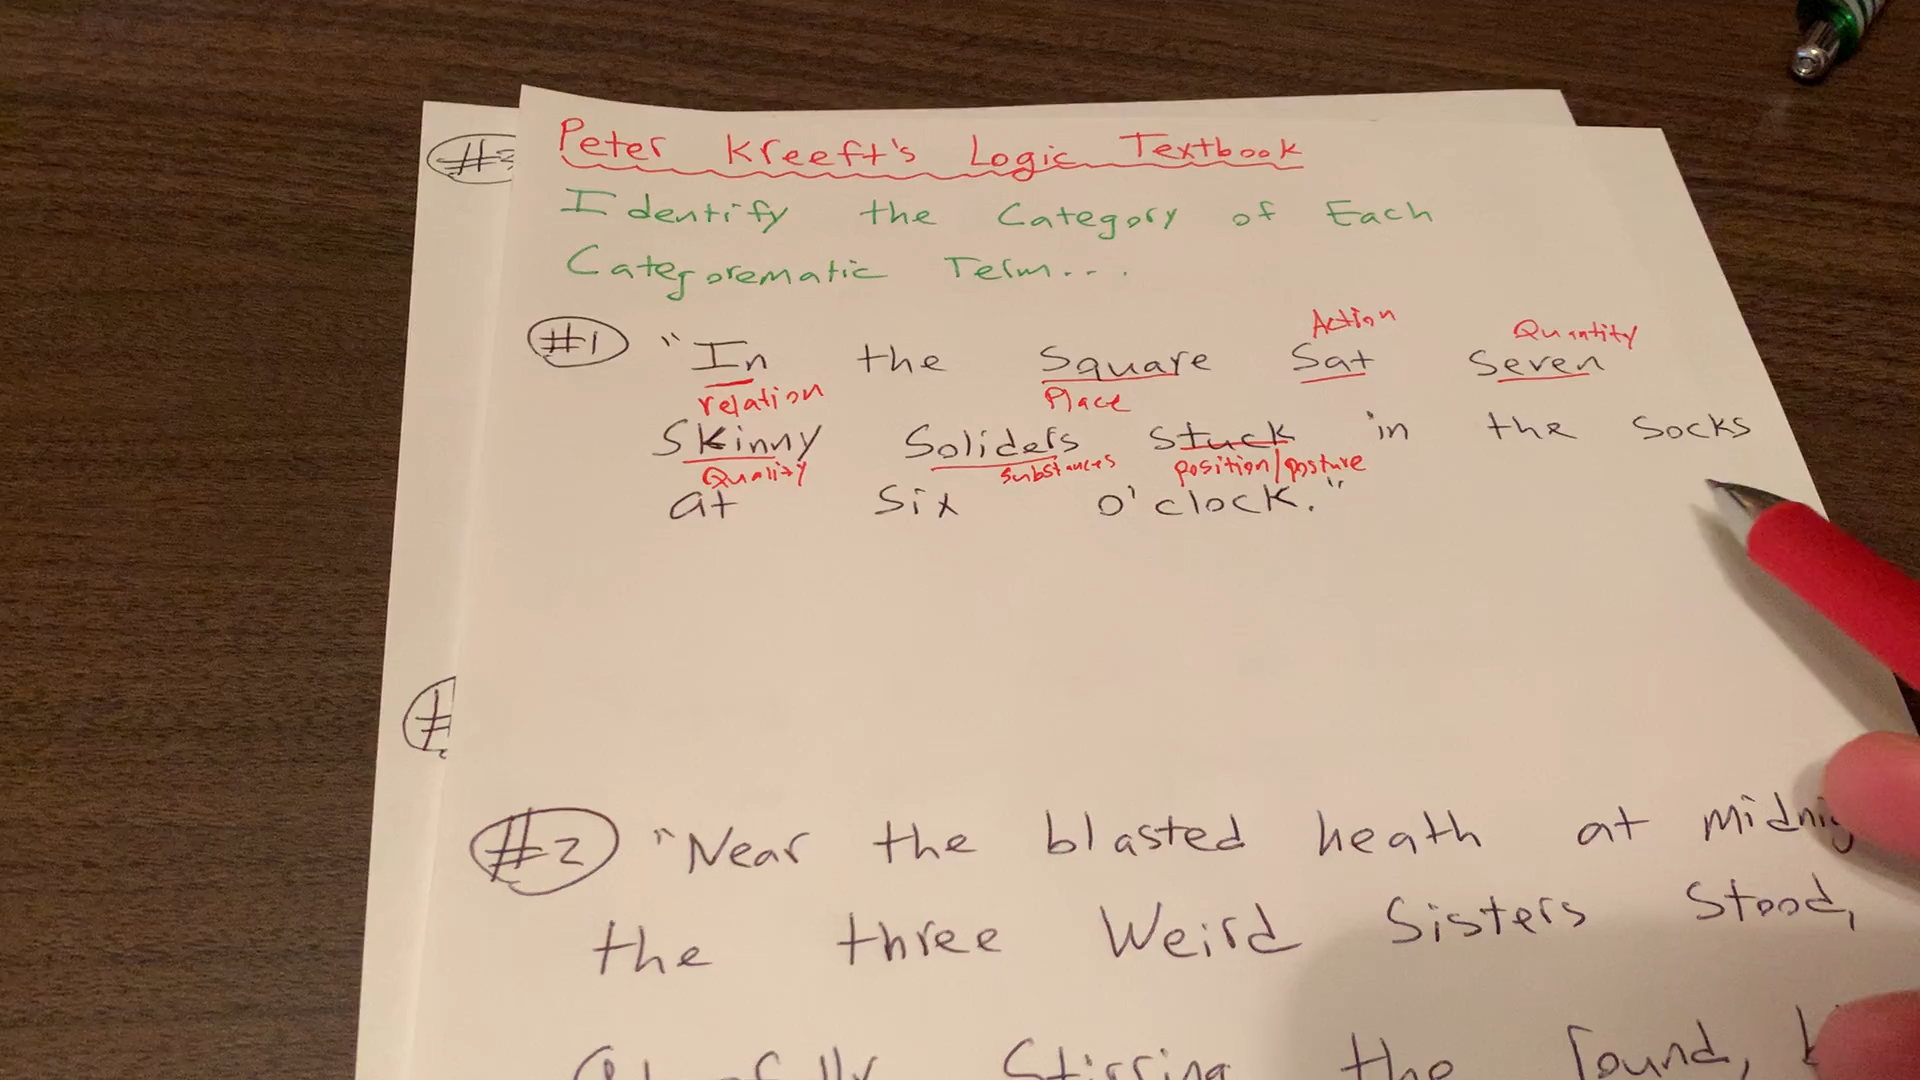 #3
Peter Kreeft's Logic Textbook
Identify the Category of Each
Categorematic Term...
Action Quantity
#1 "In the Square Sat Seven
relation Place
Skinny Soliders stuck in the socks
Quality Substances position/posture
at Six o'clock."
#
#2 "Near the blasted heath at
the three Weird Sisters Stood,
Stirring the round,